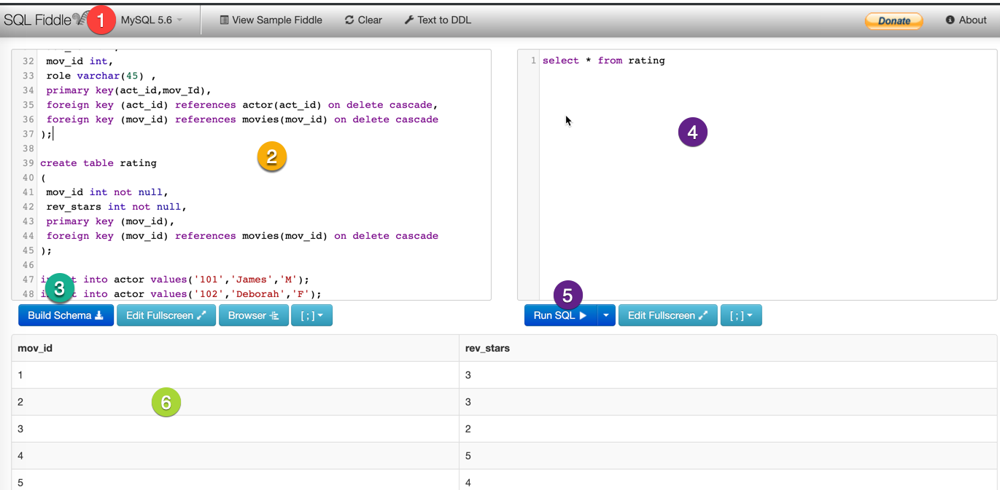 SQL Fiddle 1 MySQL 5.6 View Sample Fiddle Clear Text to DDL Donate About
32 mov_id int,
33 role varchar(45) ,
34 primary key(act_id,mov_Id),
35 foreign key (act_id) references actor(act_id) on delete cascade,
36 foreign key (mov_id) references movies(mov_id) on delete cascade
37 );
38
39 create table rating
40 (
41 mov_id int not null,
42 rev_stars int not null,
43 primary key (mov_id),
44 foreign key (mov_id) references movies(mov_id) on delete cascade
45 );
46
47 into actor values('101','James','M');
48 into actor values('102','Deborah','F');
2
3
1 select * from rating
4
5
Build Schema Edit Fullscreen Browser [;]
Run SQL Edit Fullscreen [;]
mov_id rev_stars
1 3
2 3
6
3 2
4 5
5 4